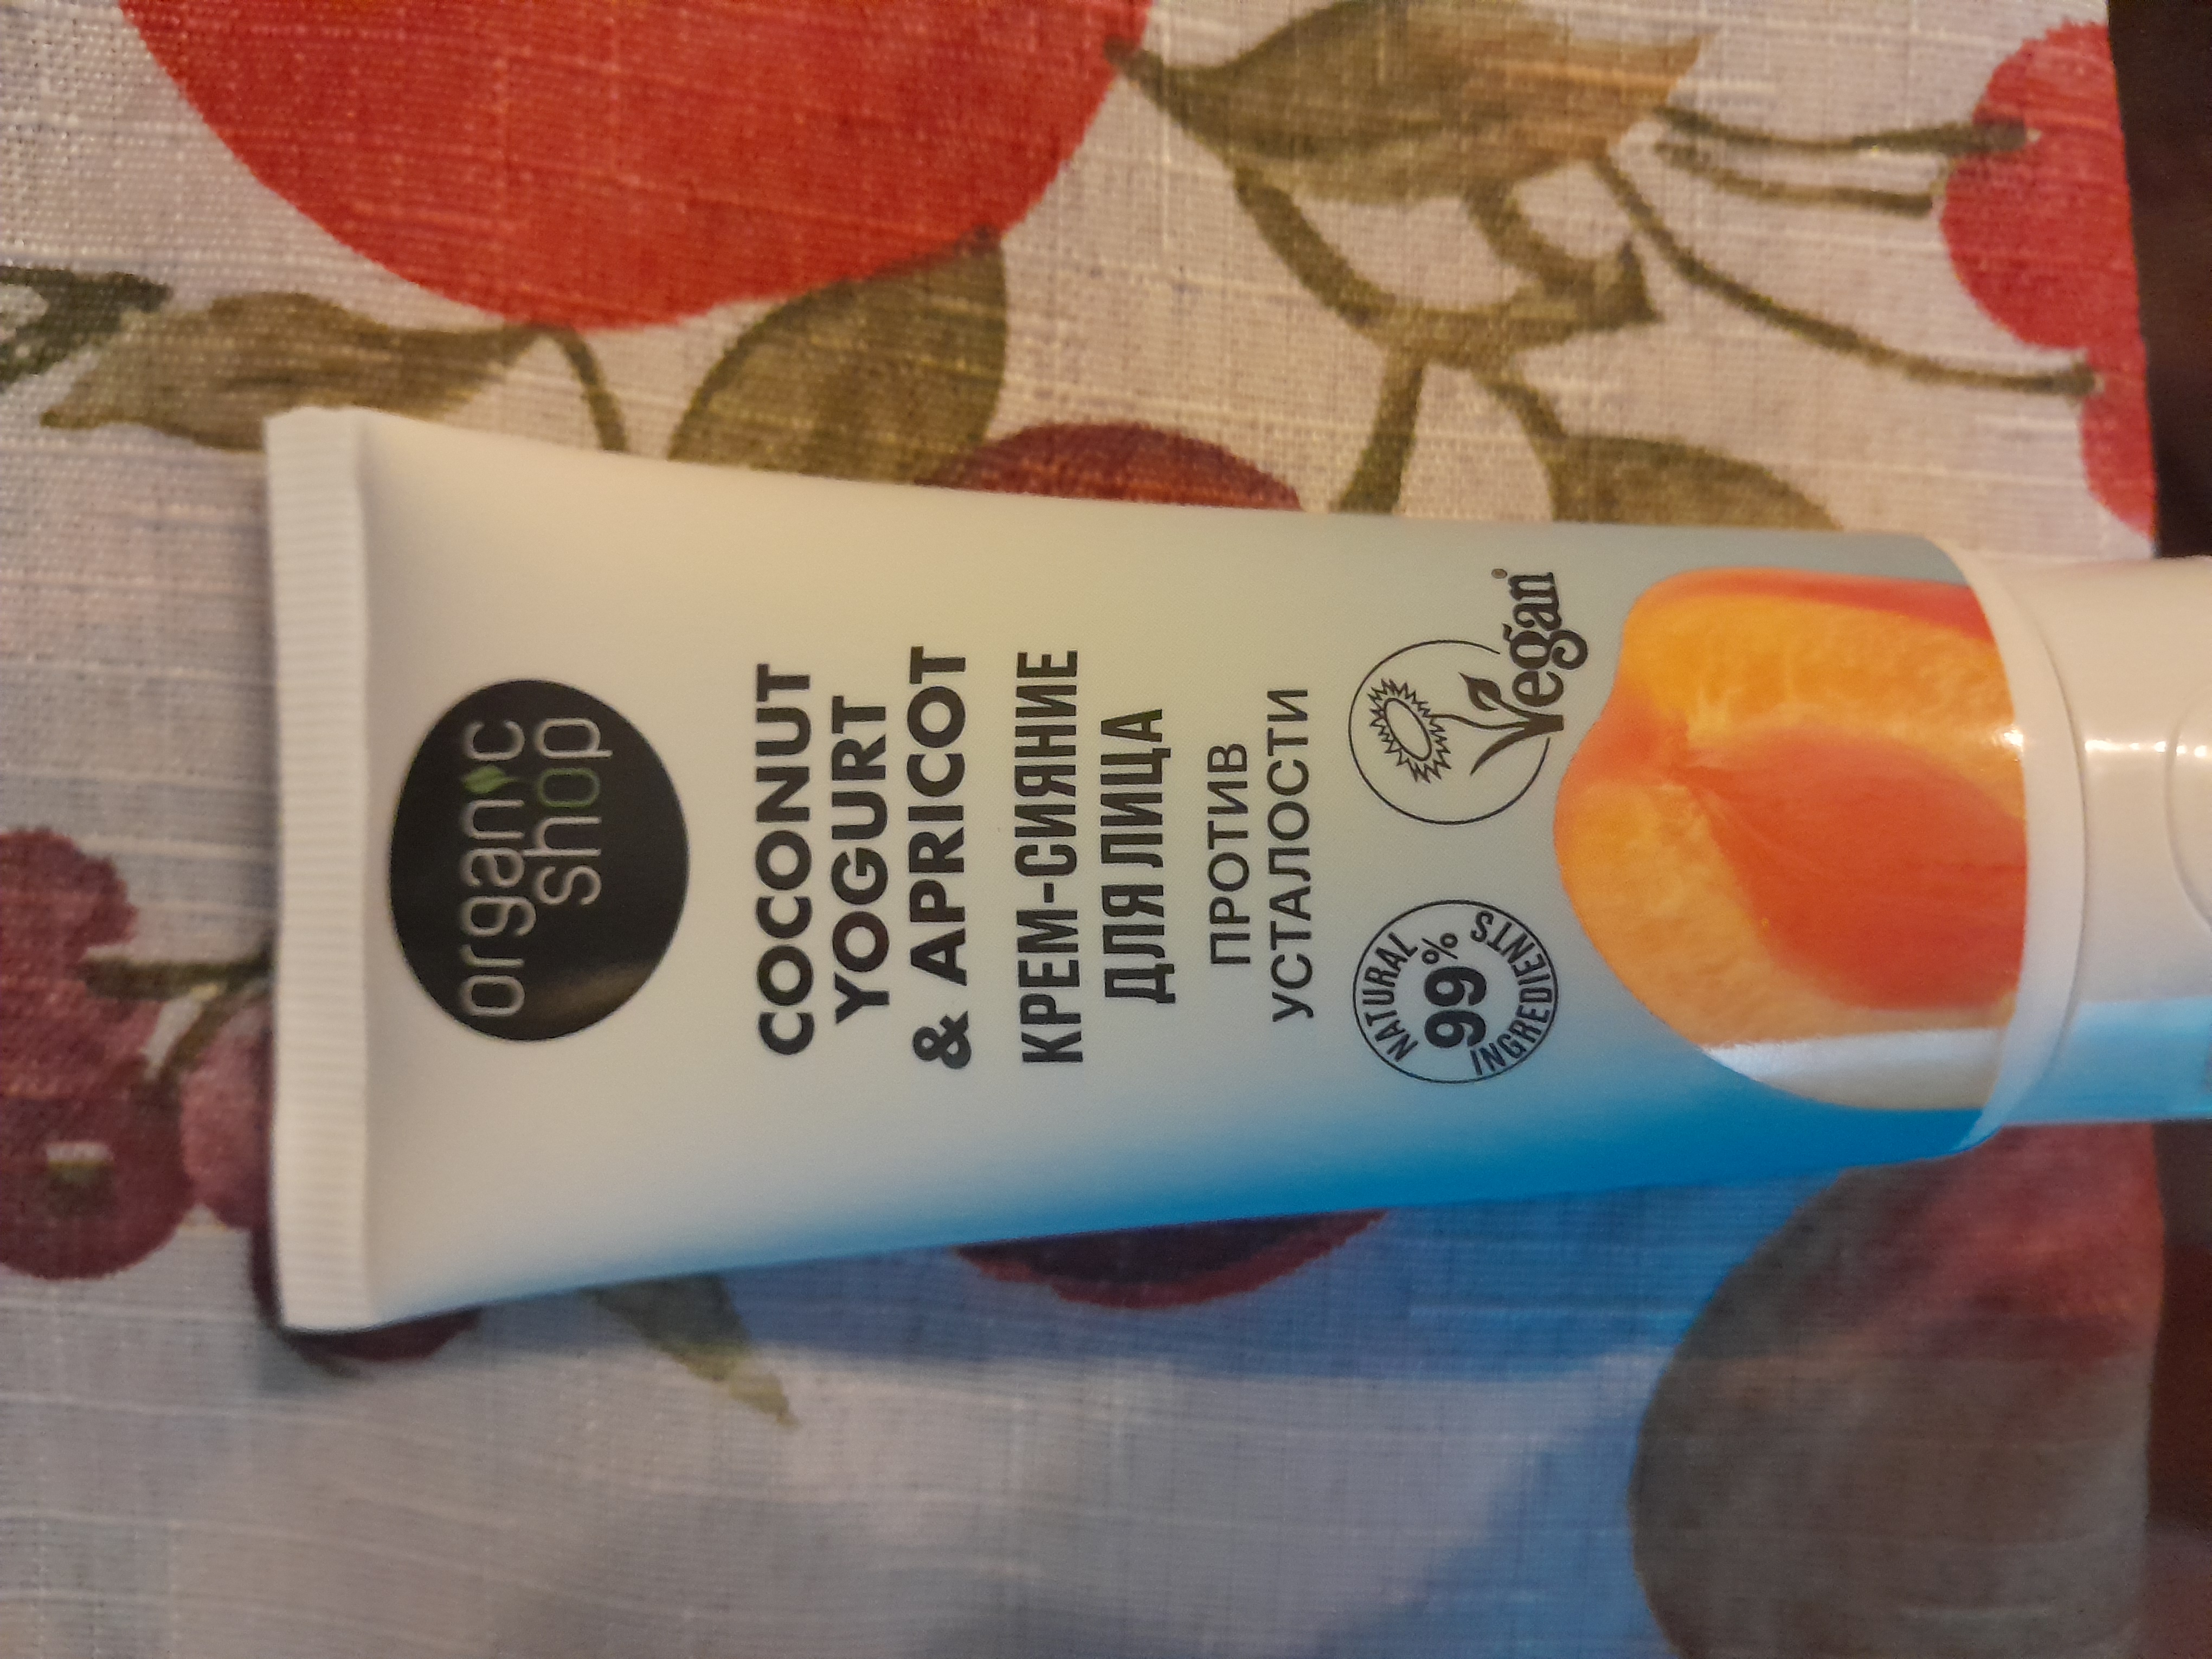 organic
shop
COCONUT
YOGURT
& APRICOT
КРЕМ-СИЯНИЕ
ДЛЯ ЛИЦА
ПРОТИВ
УСТАЛОСТИ
NATURAL
99%
INGREDIENTS
Vegan